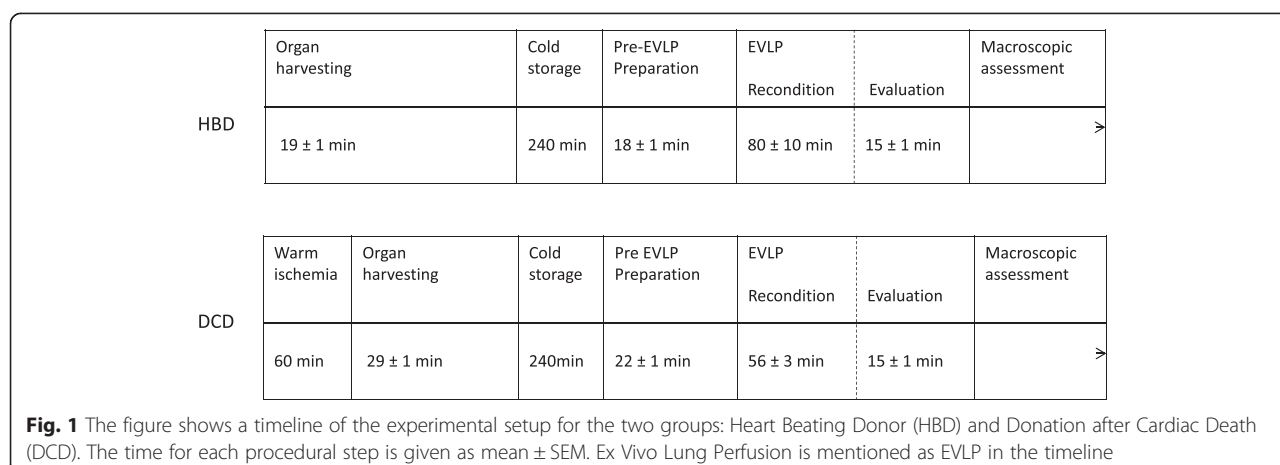 Organ harvesting
Cold storage
Pre-EVLP Preparation
EVLP
Recondition
Evaluation
Macroscopic assessment
HBD
19 ± 1 min
240 min
18 ± 1 min
80 ± 10 min
15 ± 1 min
Warm ischemia
Organ harvesting
Cold storage
Pre EVLP Preparation
EVLP
Recondition
Evaluation
Macroscopic assessment
DCD
60 min
29 ± 1 min
240min
22 ± 1 min
56 ± 3 min
15 ± 1 min
Fig. 1 The figure shows a timeline of the experimental setup for the two groups: Heart Beating Donor (HBD) and Donation after Cardiac Death
(DCD). The time for each procedural step is given as mean ± SEM. Ex Vivo Lung Perfusion is mentioned as EVLP in the timeline